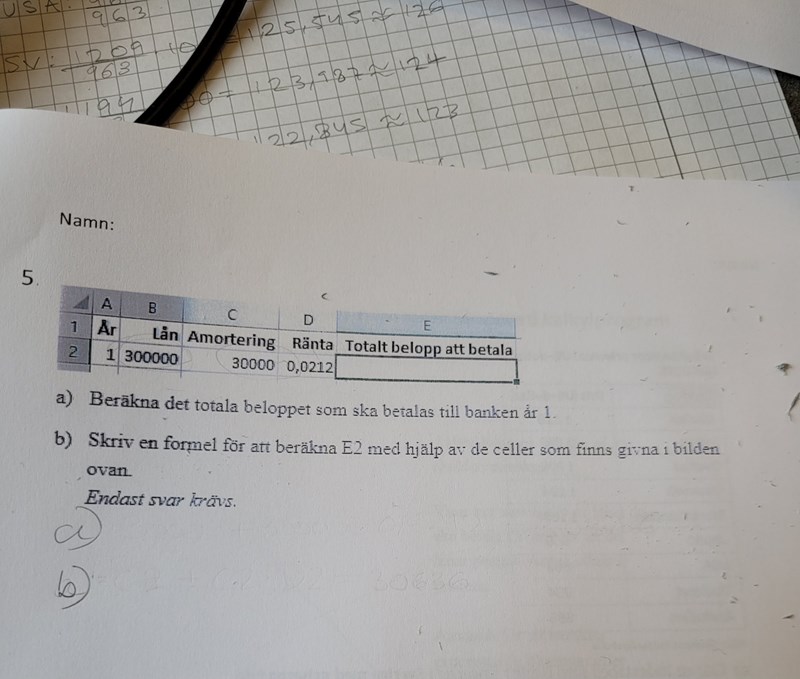 USA:
963
125,545 ≈ 126
SV: 1209
963
123,987 ≈ 124
1194
122,845 ≈ 123
Namn:
5.
A B C D E
1 År Lån Amortering Ränta Totalt belopp att betala
2 1 300000 30000 0,0212
a) Beräkna det totala beloppet som ska betalas till banken år 1.
b) Skriv en formel för att beräkna E2 med hjälp av de celler som finns givna i bilden
ovan.
Endast svar krävs.
a)
b)
30636